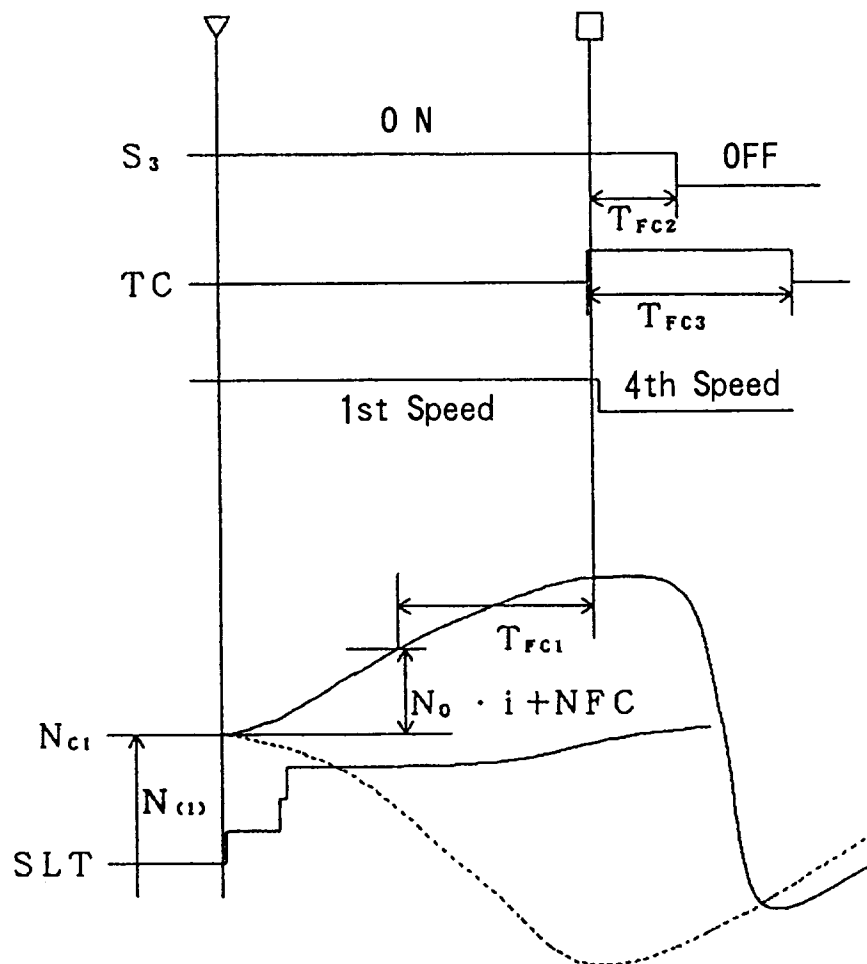 ON
S₃
OFF
T_FC2
TC
T_FC3
4th Speed
1st Speed
T_FC1
N₀ · i + NFC
N_C1
N₍₁₎
SLT